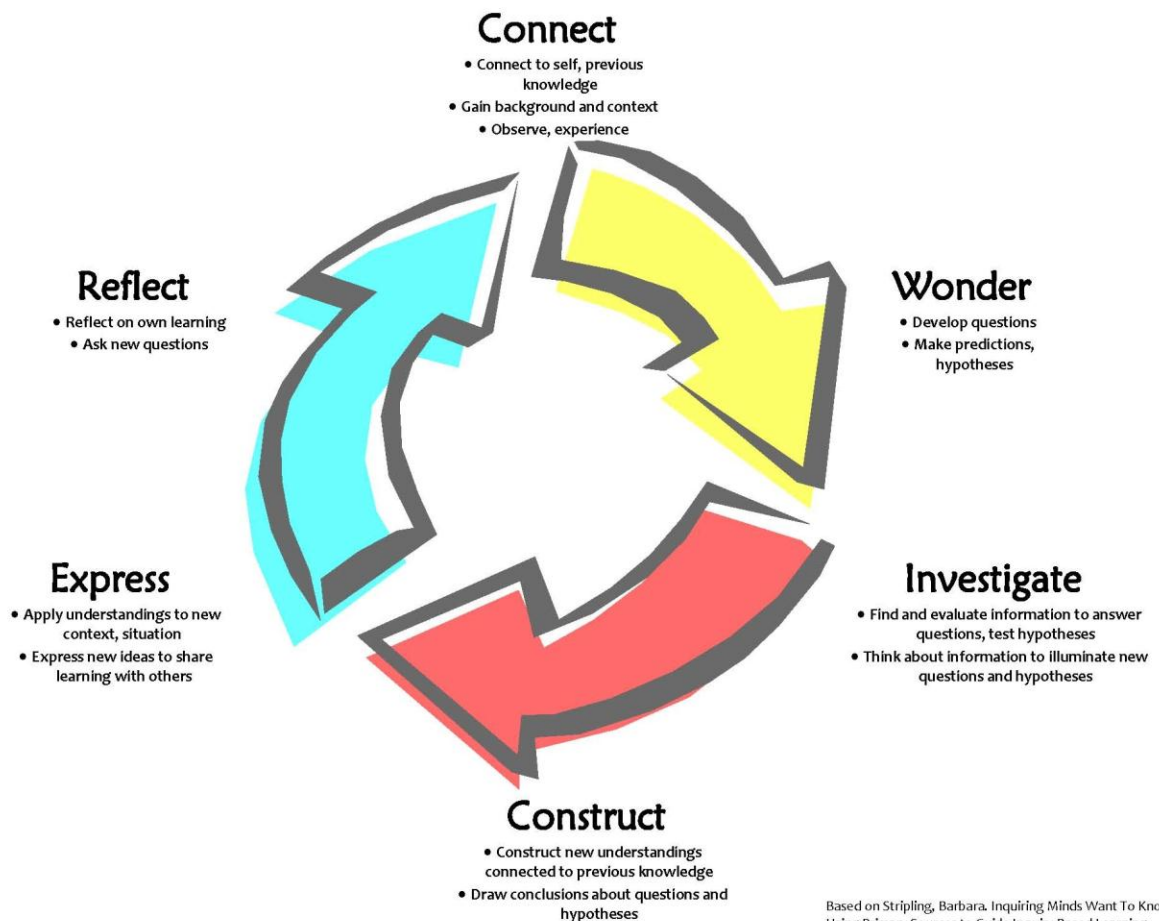 Connect
• Connect to self, previous
knowledge
• Gain background and context
• Observe, experience
Wonder
• Develop questions
• Make predictions,
hypotheses
Investigate
• Find and evaluate information to answer
questions, test hypotheses
• Think about information to illuminate new
questions and hypotheses
Construct
• Construct new understandings
connected to previous knowledge
• Draw conclusions about questions and
hypotheses
Express
• Apply understandings to new
context, situation
• Express new ideas to share
learning with others
Reflect
• Reflect on own learning
• Ask new questions
Based on Stripling, Barbara. Inquiring Minds Want To Kno